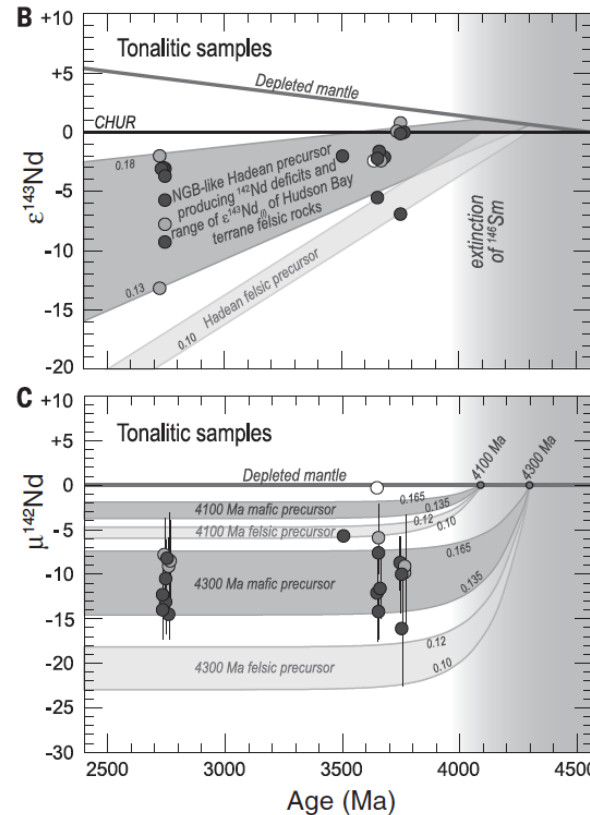 B
+10
+5
0
-5
-10
-15
-20
ε143Nd
Tonalitic samples
Depleted mantle
CHUR
0.18
NGB-like Hadean precursor
producing 142Nd deficits and
range of ε143Nd(i) of Hudson Bay
terrane felsic rocks
0.13
Hadean felsic precursor
0.10
extinction
of 146Sm
C
+10
+5
0
-5
-10
-15
-20
-25
-30
μ142Nd
Tonalitic samples
4100 Ma
4300 Ma
Depleted mantle
0.165
4100 Ma mafic precursor
0.135
4100 Ma felsic precursor
0.12
0.10
0.165
4300 Ma mafic precursor
0.135
0.12
4300 Ma felsic precursor
0.10
2500
3000
3500
4000
4500
Age (Ma)